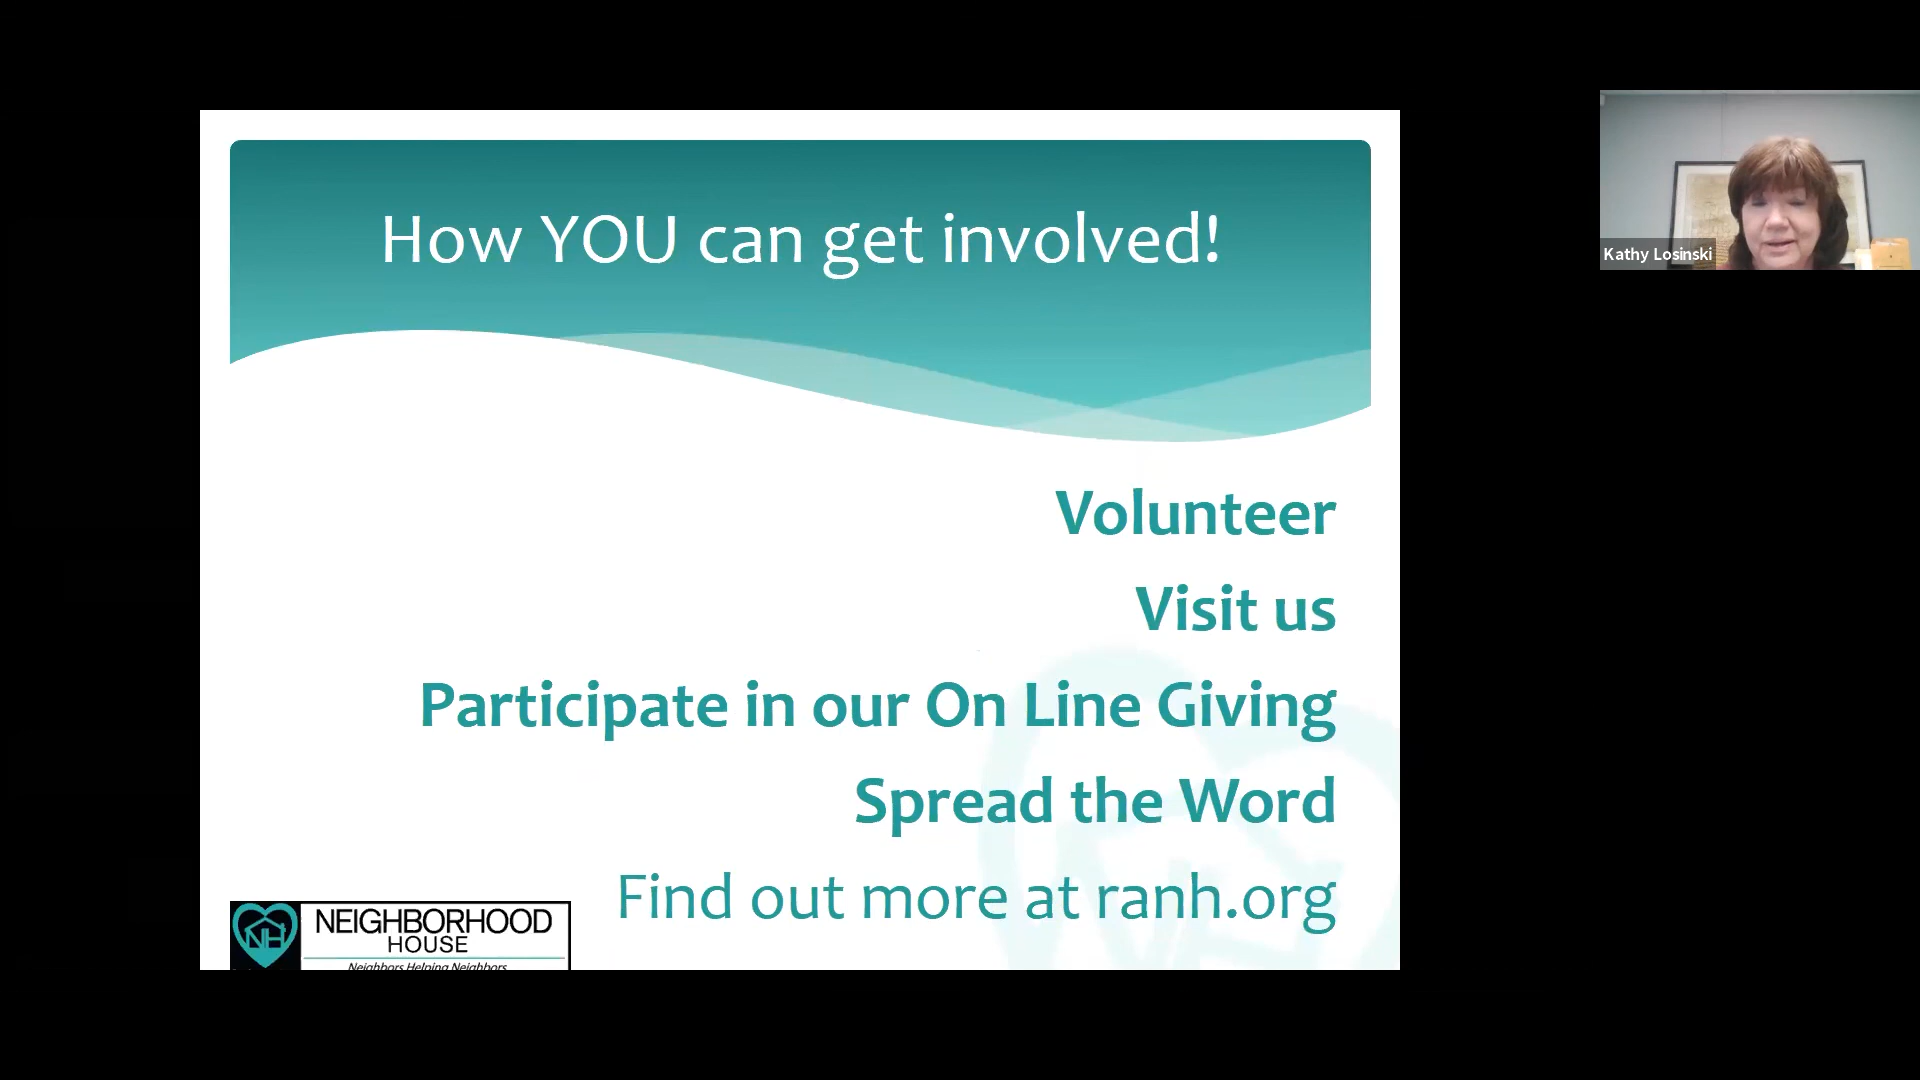 How YOU can get involved!
Kathy Losinski
Volunteer
Visit us
Participate in our On Line Giving
Spread the Word
Find out more at ranh.org
NH
NEIGHBORHOOD
HOUSE
Neighbors Helping Neighbors